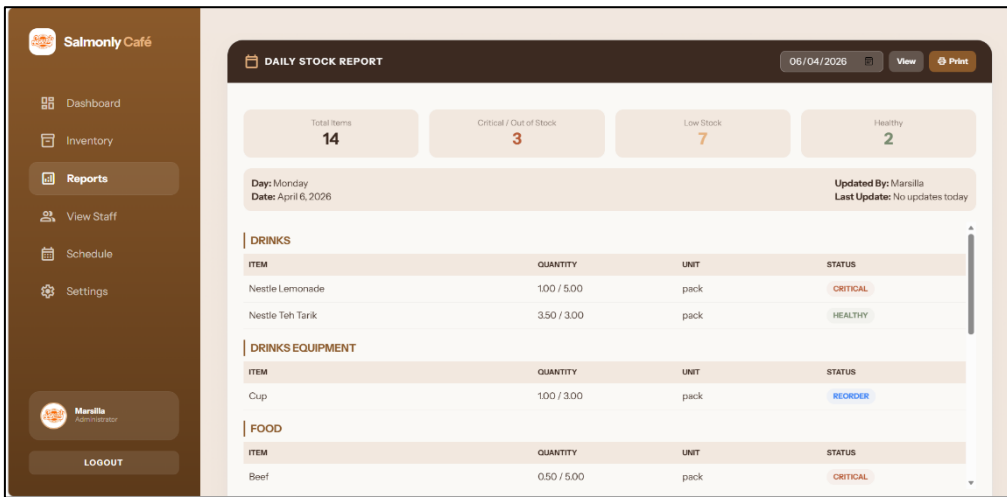 Salmonly Café
Dashboard
Inventory
Reports
View Staff
Schedule
Settings
Marsilla
Administrator
LOGOUT
DAILY STOCK REPORT
06/04/2026
View
Print
Total Items
14
Critical / Out of Stock
3
Low Stock
7
Healthy
2
Day: Monday
Date: April 6, 2026
Updated By: Marsilla
Last Update: No updates today
DRINKS
ITEM QUANTITY UNIT STATUS
Nestle Lemonade 1.00 / 5.00 pack CRITICAL
Nestle Teh Tarik 3.50 / 3.00 pack HEALTHY
DRINKS EQUIPMENT
ITEM QUANTITY UNIT STATUS
Cup 1.00 / 3.00 pack REORDER
FOOD
ITEM QUANTITY UNIT STATUS
Beef 0.50 / 5.00 pack CRITICAL